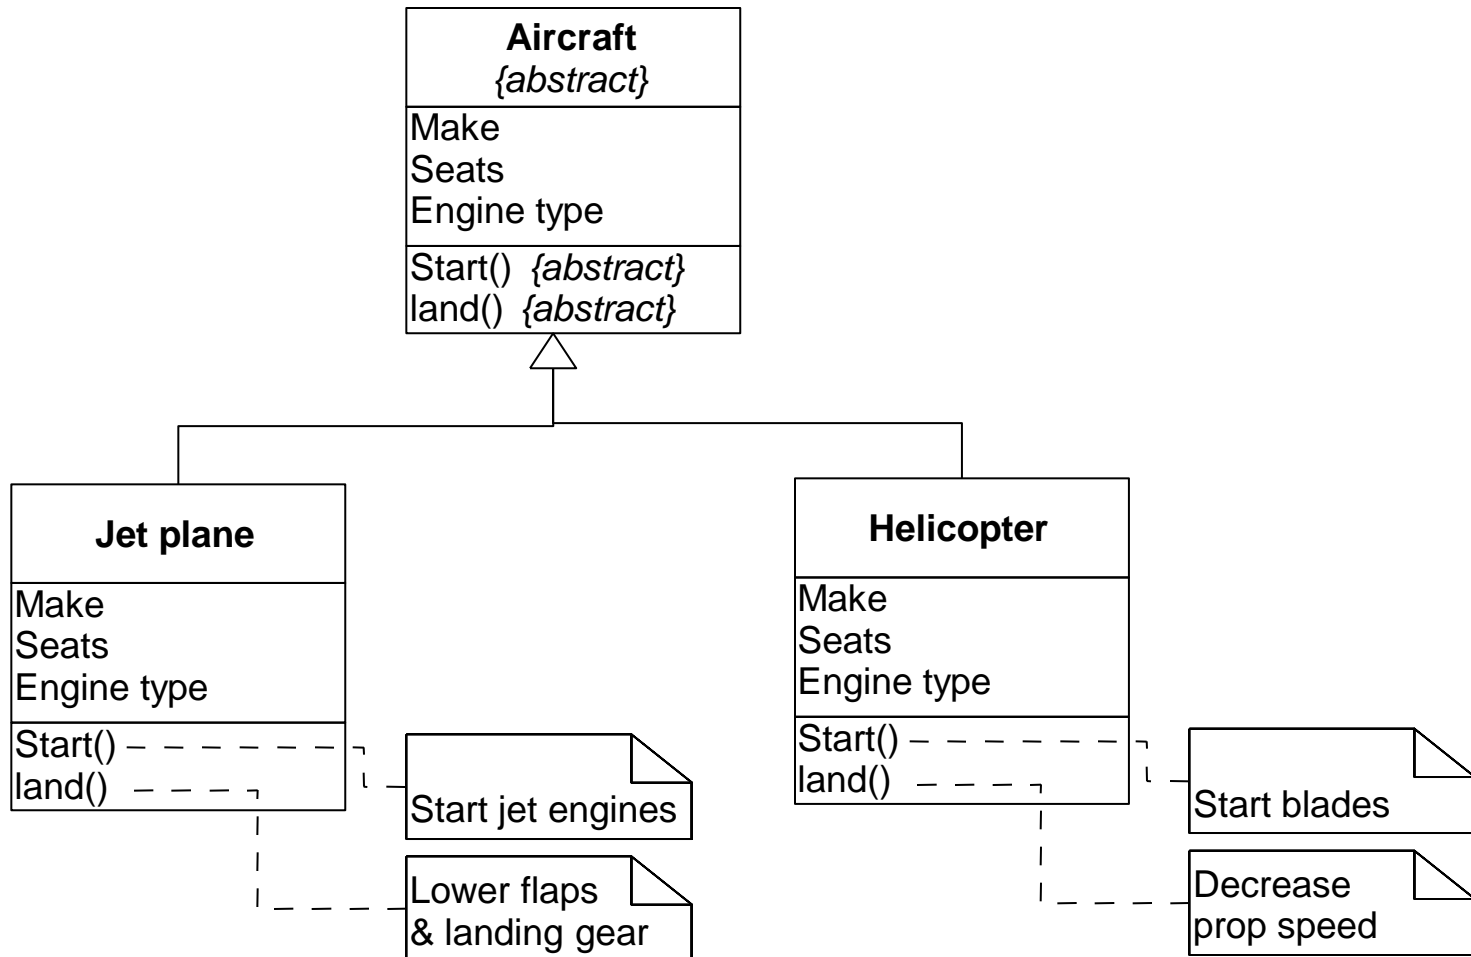 Aircraft
{abstract}
Make
Seats
Engine type
Start() {abstract}
land() {abstract}
Jet plane
Make
Seats
Engine type
Start()
land()
Start jet engines
Lower flaps
& landing gear
Helicopter
Make
Seats
Engine type
Start()
land()
Start blades
Decrease
prop speed